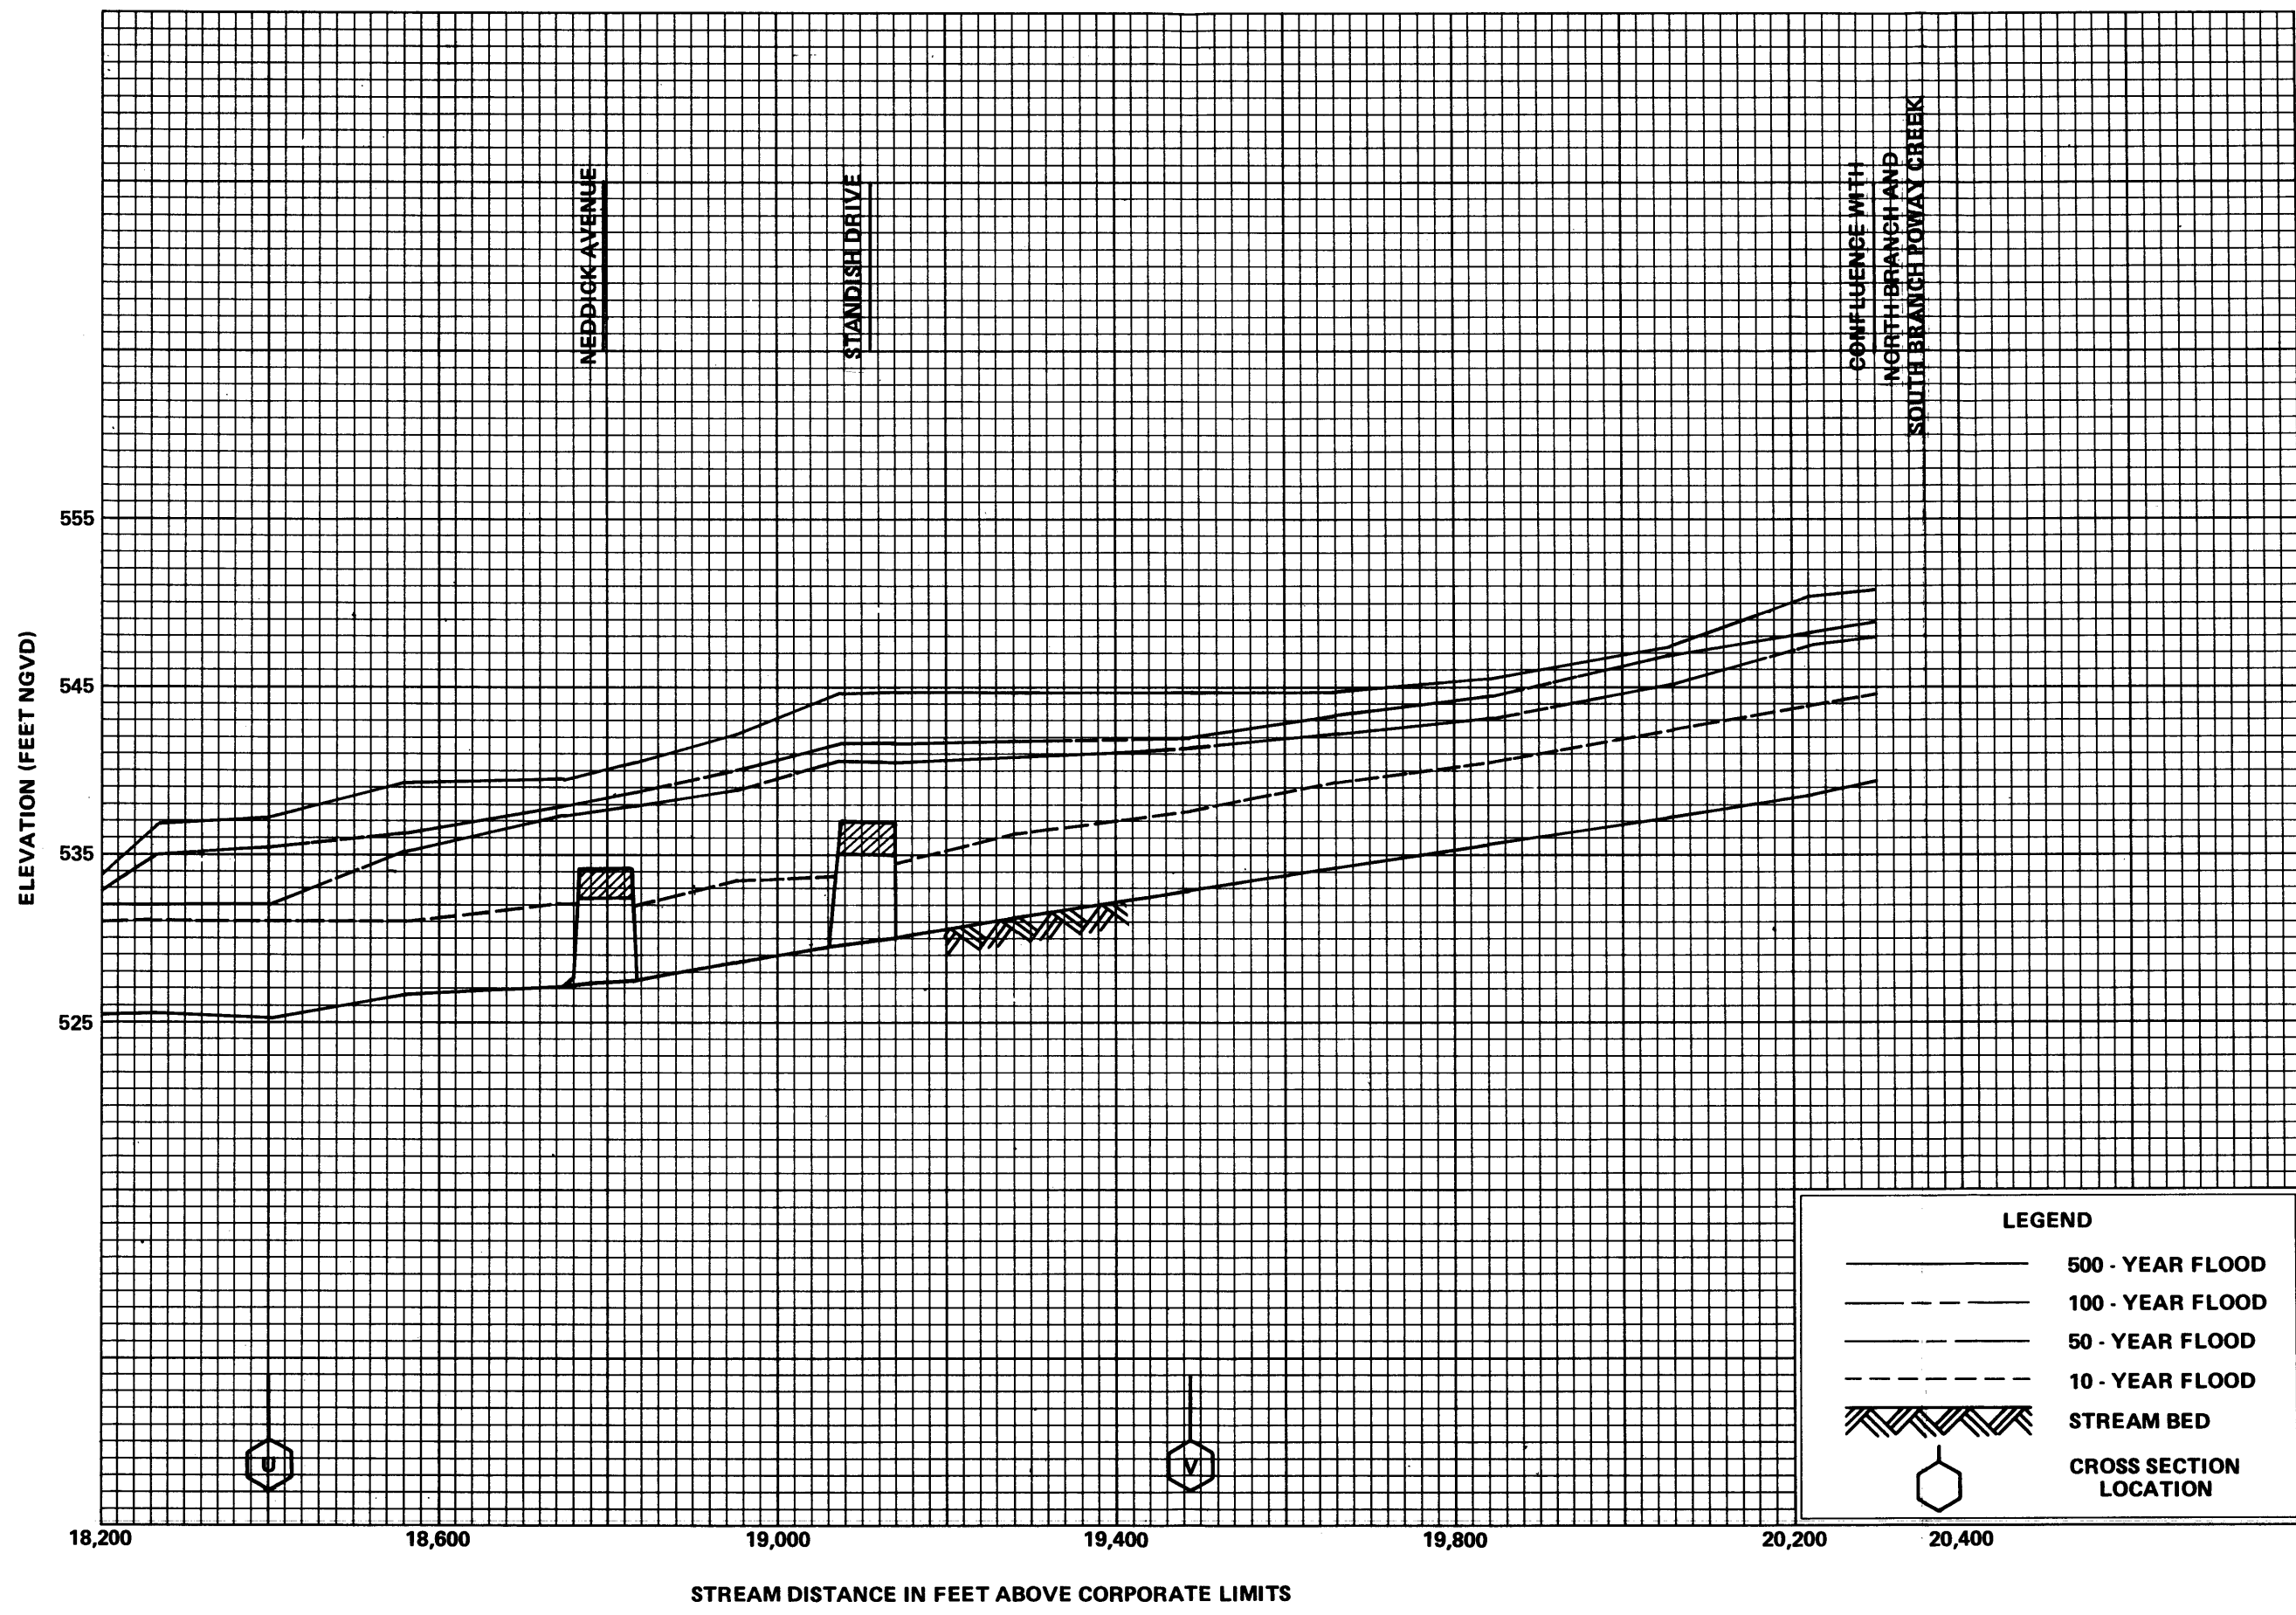 NEDDICK AVENUE
STANDISH DRIVE
CONFLUENCE WITH
NORTH BRANCH AND
SOUTH BRANCH POWAY CREEK
ELEVATION (FEET NGVD)
555
545
535
525
U
V
LEGEND
500 - YEAR FLOOD
100 - YEAR FLOOD
50 - YEAR FLOOD
10 - YEAR FLOOD
STREAM BED
CROSS SECTION
LOCATION
18,200 18,600 19,000 19,400 19,800 20,200 20,400
STREAM DISTANCE IN FEET ABOVE CORPORATE LIMITS